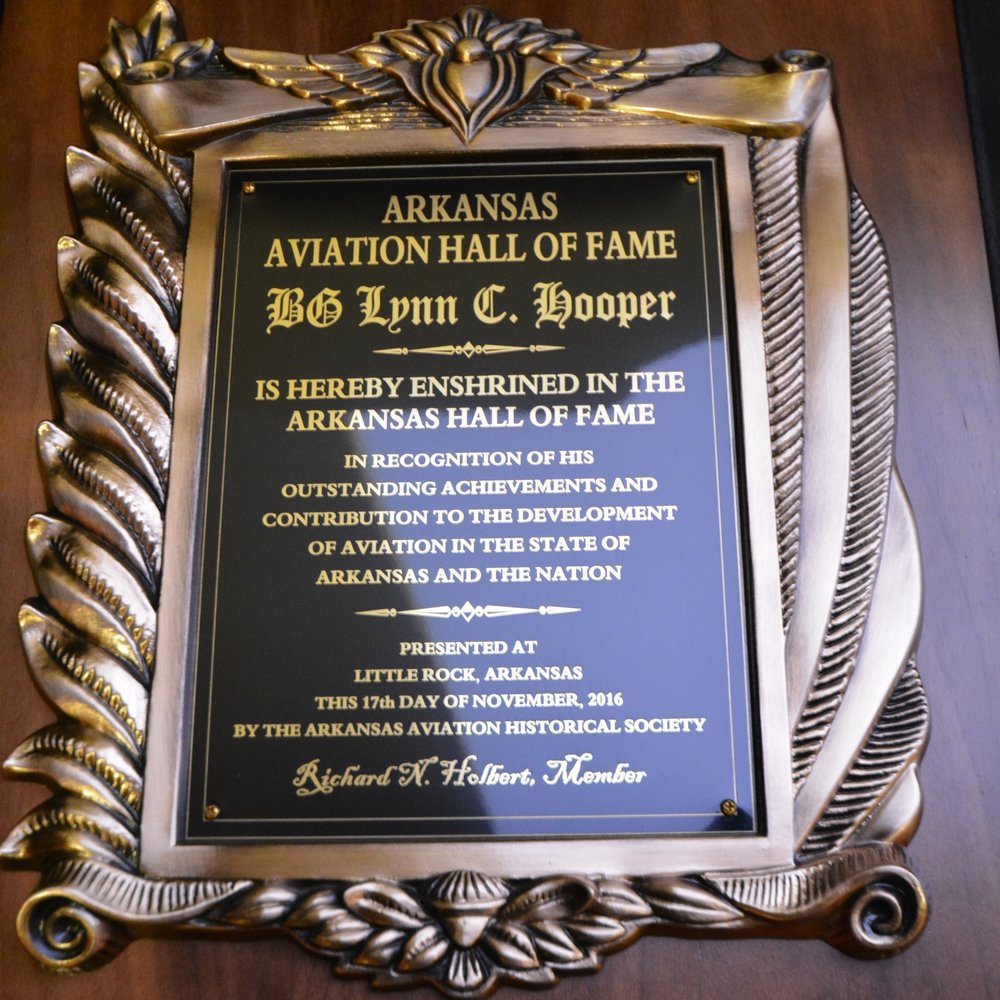 ARKANSAS
AVIATION HALL OF FAME
BG Lynn C. Hooper
IS HEREBY ENSHRINED IN THE
ARKANSAS HALL OF FAME
IN RECOGNITION OF HIS
OUTSTANDING ACHIEVEMENTS AND
CONTRIBUTION TO THE DEVELOPMENT
OF AVIATION IN THE STATE OF
ARKANSAS AND THE NATION
PRESENTED AT
LITTLE ROCK, ARKANSAS
THIS 17th DAY OF NOVEMBER, 2016
BY THE ARKANSAS AVIATION HISTORICAL SOCIETY
Richard N. Holbert, Member